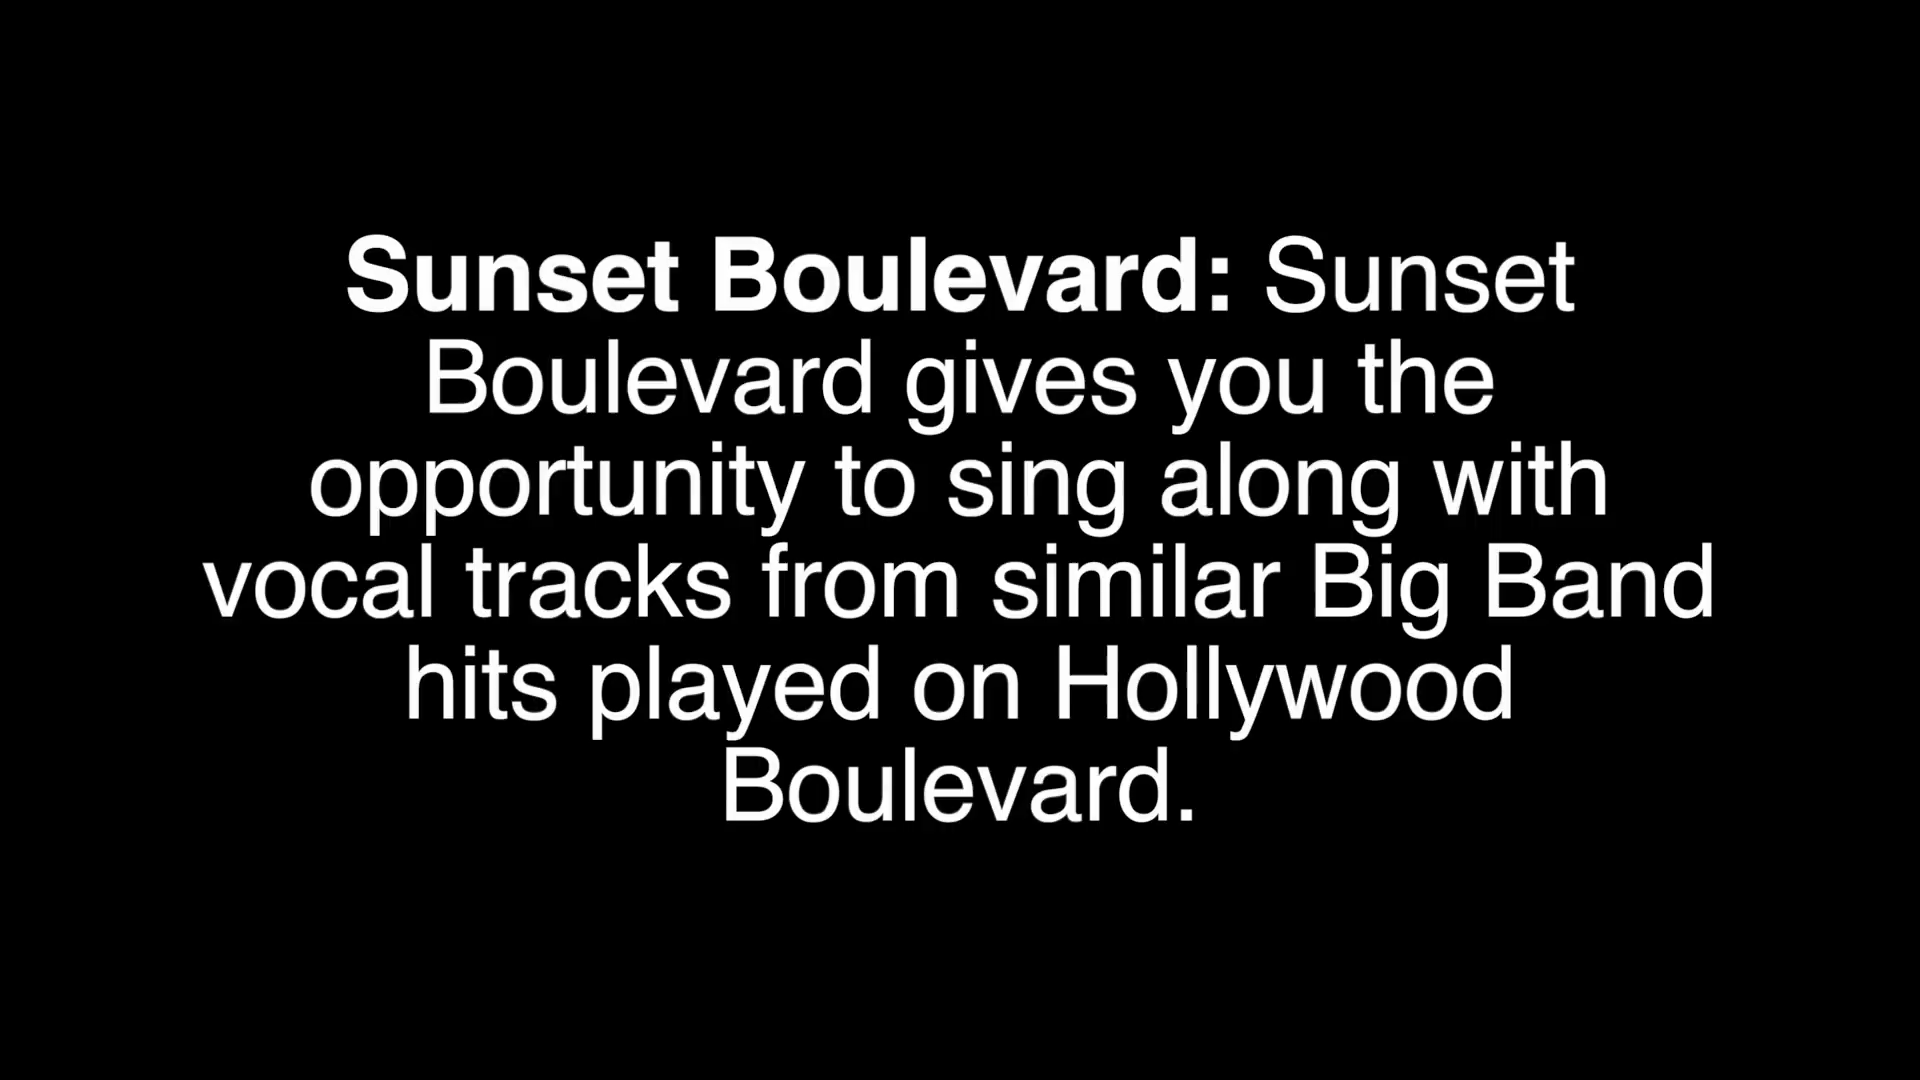 Sunset Boulevard: Sunset
Boulevard gives you the
opportunity to sing along with
vocal tracks from similar Big Band
hits played on Hollywood
Boulevard.